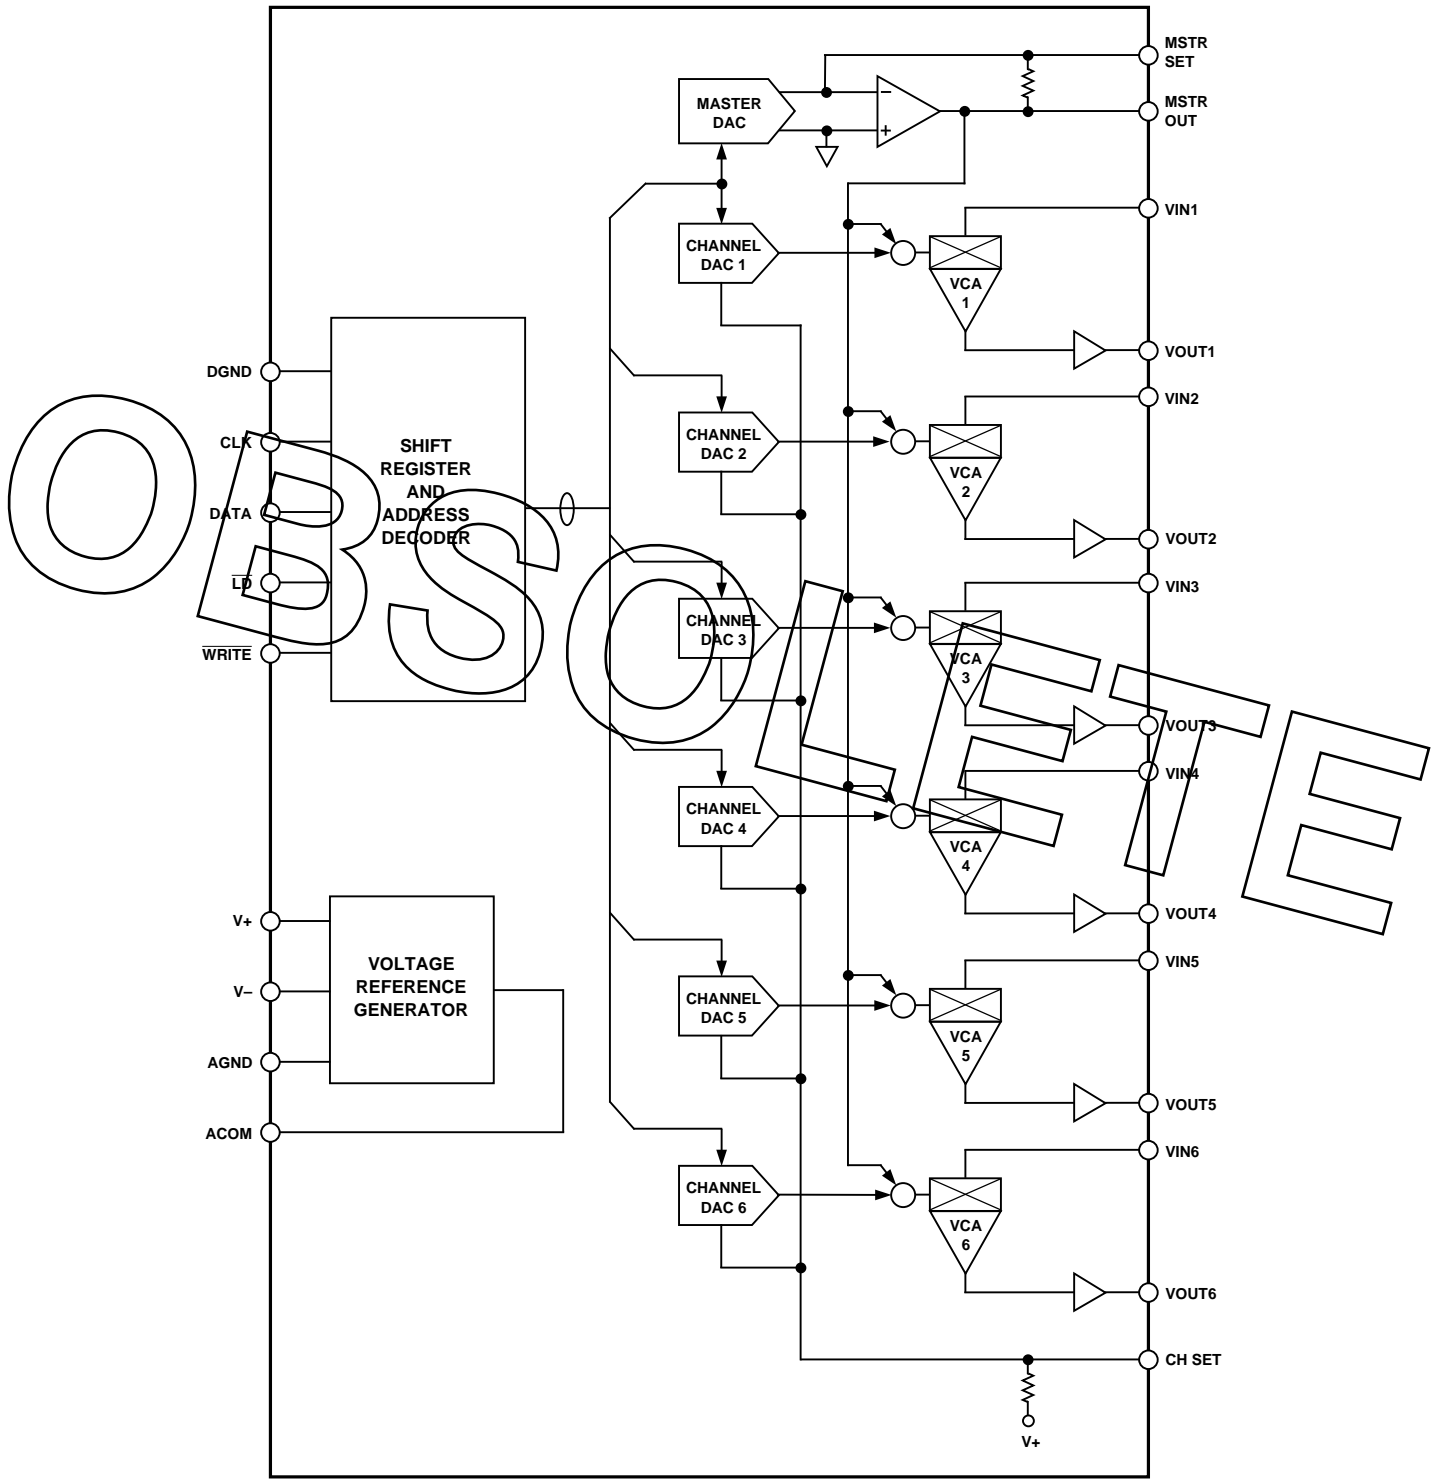 MSTR
SET
MASTER
DAC
−
+
MSTR
OUT
VIN1
CHANNEL
DAC 1
VCA
1
VOUT1
DGND
CLK
DATA
LD
WRITE
SHIFT
REGISTER
AND
ADDRESS
DECODER
VIN2
CHANNEL
DAC 2
VCA
2
VOUT2
VIN3
CHANNEL
DAC 3
VCA
3
VOUT3
VIN4
CHANNEL
DAC 4
VCA
4
VOUT4
V+
V–
AGND
ACOM
VOLTAGE
REFERENCE
GENERATOR
VIN5
CHANNEL
DAC 5
VCA
5
VOUT5
VIN6
CHANNEL
DAC 6
VCA
6
VOUT6
CH SET
V+
OBSOLETE